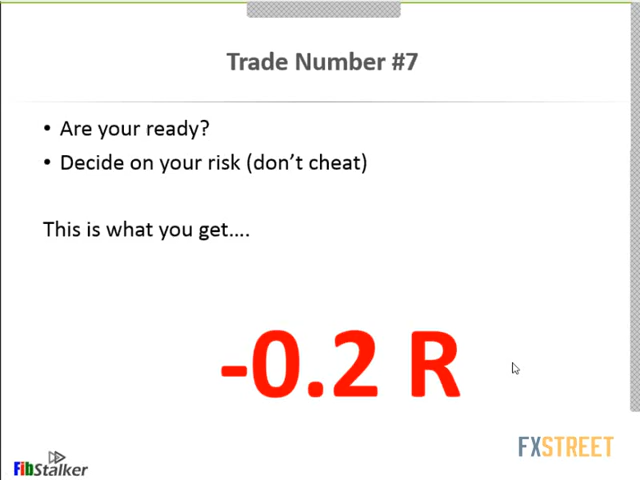 Trade Number #7
• Are your ready?
• Decide on your risk (don't cheat)
This is what you get....
-0.2 R
FXSTREET
FibStalker